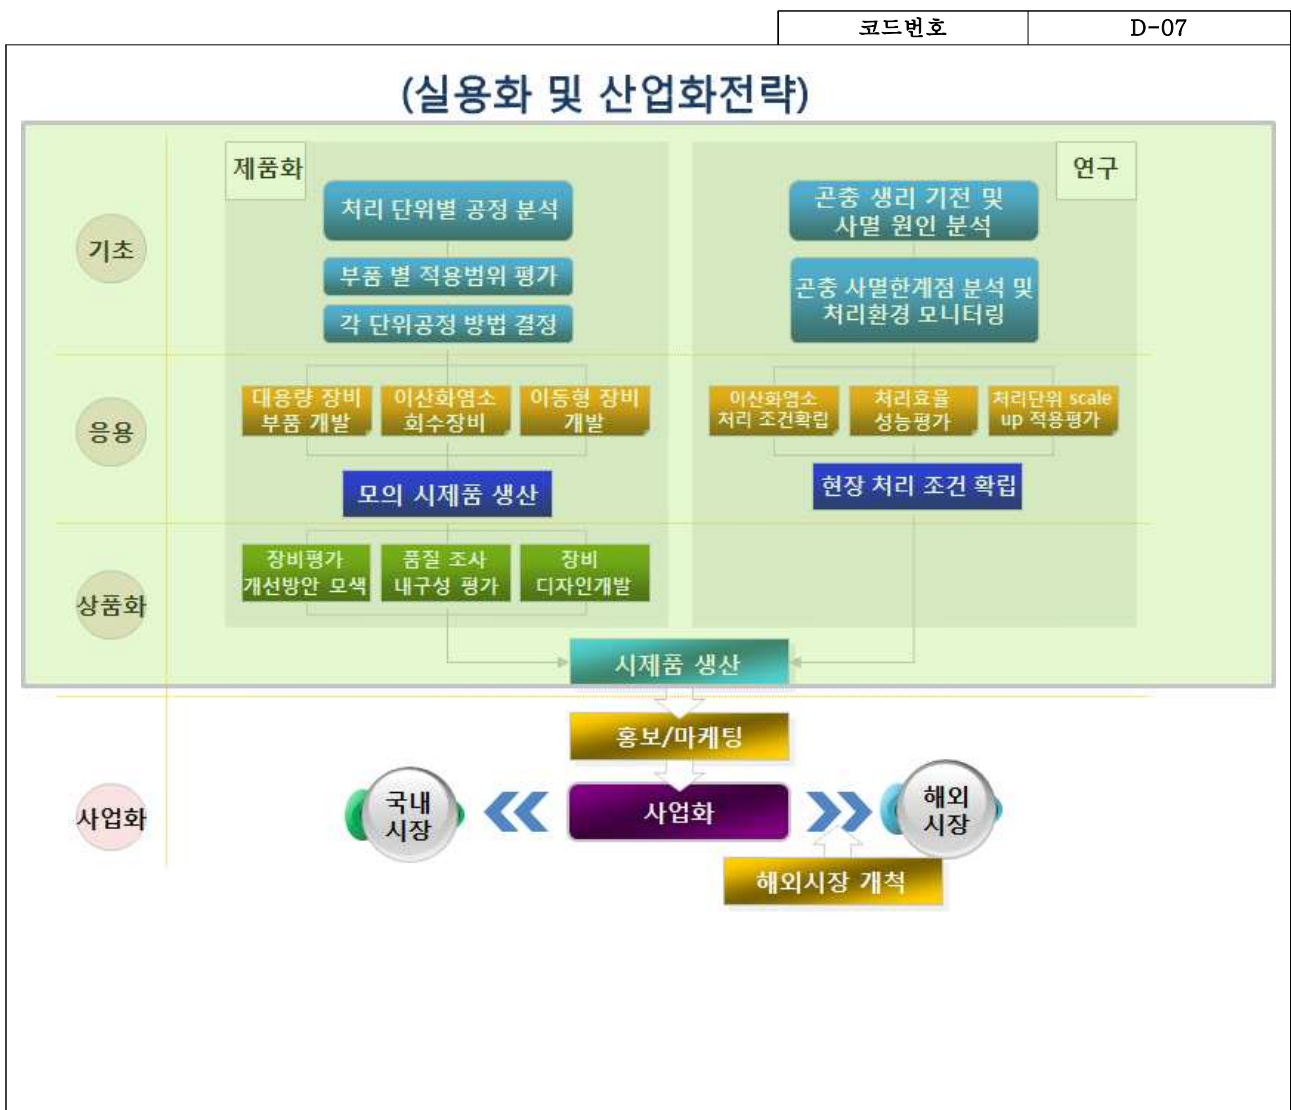 코드번호 D-07
(실용화 및 산업화전략)
제품화
연구
기초
처리 단위별 공정 분석
부품 별 적용범위 평가
각 단위공정 방법 결정
곤충 생리 기전 및
사멸 원인 분석
곤충 사멸한계점 분석 및
처리환경 모니터링
응용
대용량 장비
부품 개발
이산화염소
회수장비
이동형 장비
개발
이산화염소
처리 조건확립
처리효율
성능평가
처리단위 scale
up 적용평가
모의 시제품 생산
현장 처리 조건 확립
상품화
장비평가
개선방안 모색
품질 조사
내구성 평가
장비
디자인개발
시제품 생산
홍보/마케팅
사업화
국내
시장
사업화
해외
시장
해외시장 개척